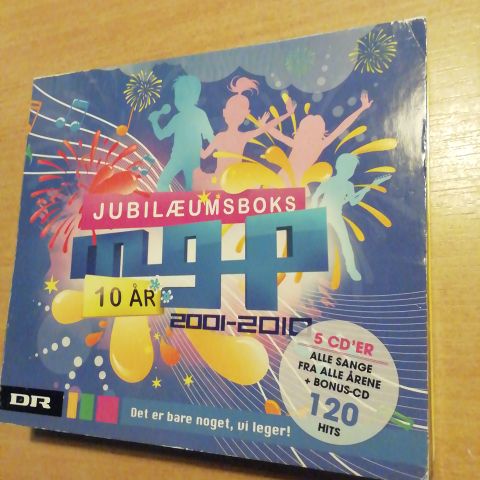 JUBILÆUMSBOKS
mgp
10 ÅR
2001-2010
5 CD'ER
ALLE SANGE
FRA ALLE ÅRENE
+ BONUS-CD
120
HITS
DR
Det er bare noget, vi leger!